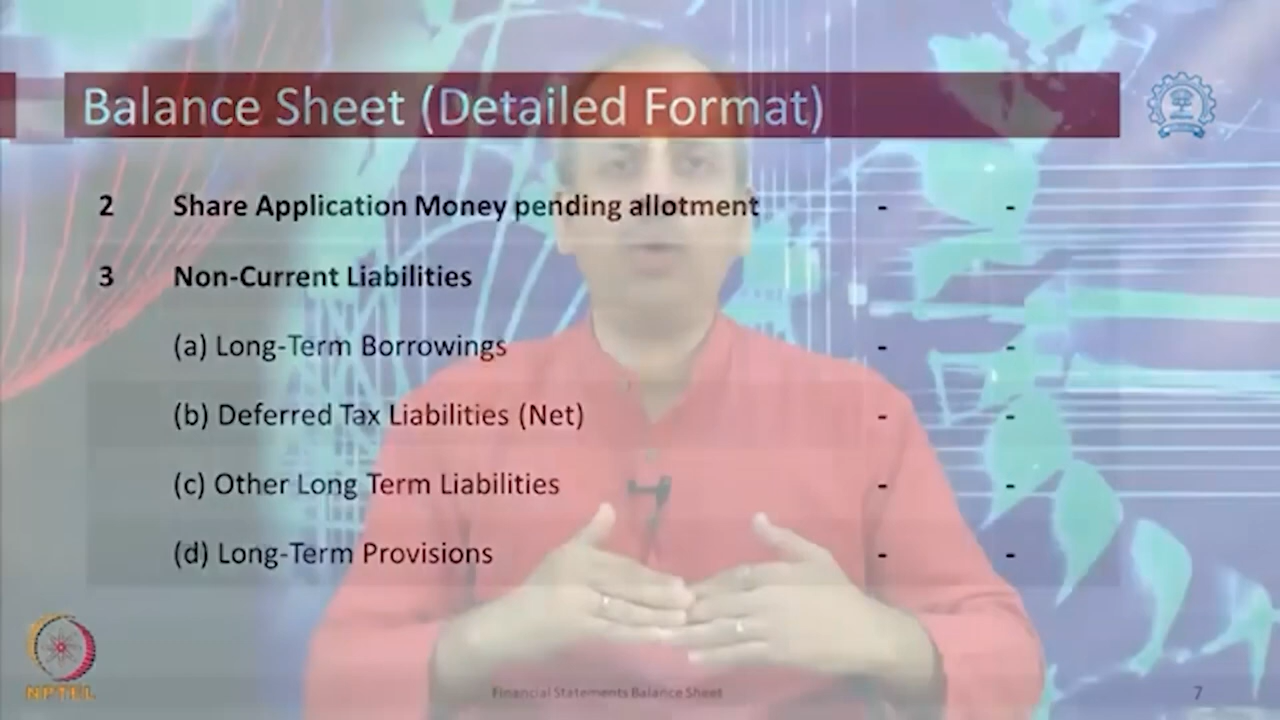 Balance Sheet (Detailed Format)
2 Share Application Money pending allotment - -
3 Non-Current Liabilities
(a) Long-Term Borrowings - -
(b) Deferred Tax Liabilities (Net) - -
(c) Other Long Term Liabilities - -
(d) Long-Term Provisions - -
NPTEL
Financial Statements Balance Sheet
7